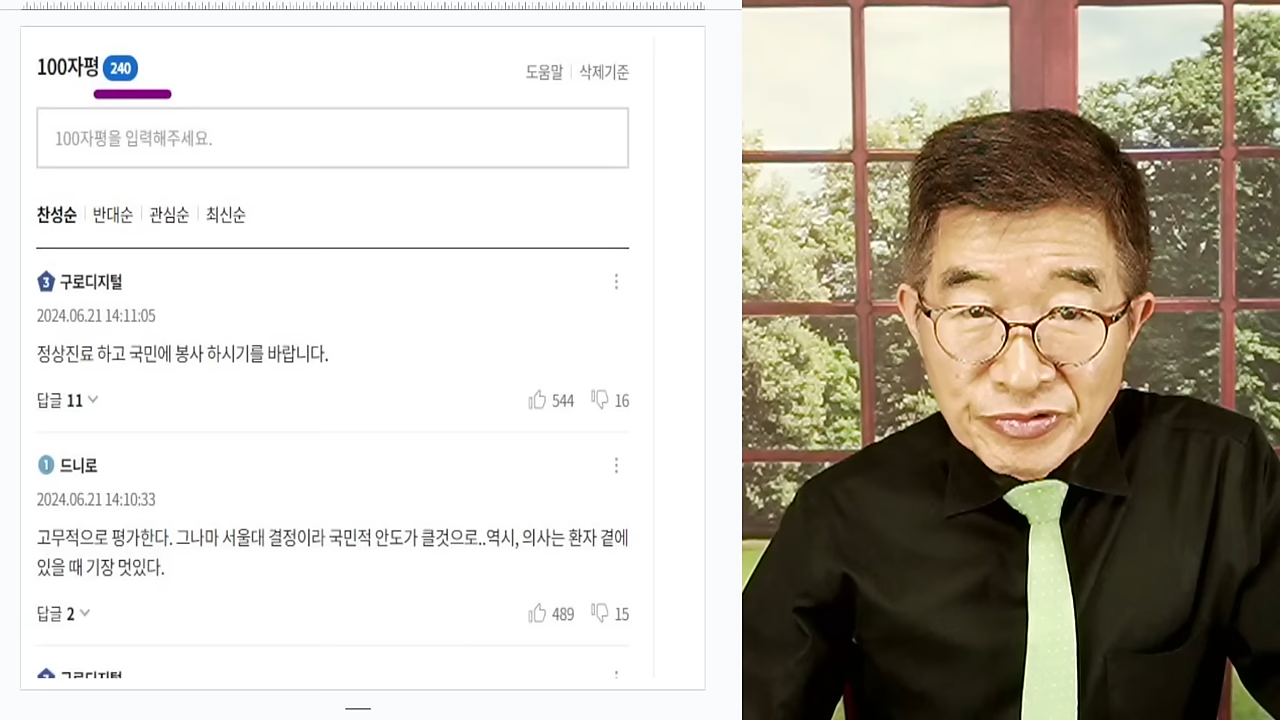 100자평 240
도움말 삭제기준
100자평을 입력해주세요.
찬성순 반대순 관심순 최신순
3 구로디지털
2024.06.21 14:11:05
정상진료 하고 국민에 봉사 하시기를 바랍니다.
답글 11 544 16
1 드니로
2024.06.21 14:10:33
고무적으로 평가한다. 그나마 서울대 결정이라 국민적 안도가 클것으로..역시, 의사는 환자 곁에
있을 때 기장 멋있다.
답글 2 489 15
구로디지털